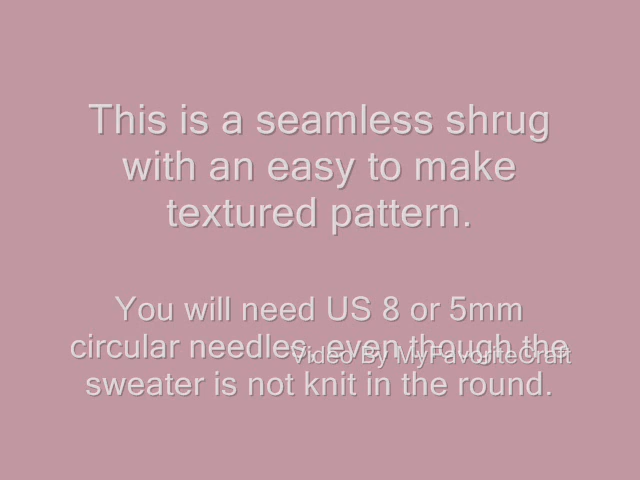 This is a seamless shrug
with an easy to make
textured pattern.
You will need US 8 or 5mm
circular needles, even though the
Video By MyFavoriteCraft
sweater is not knit in the round.